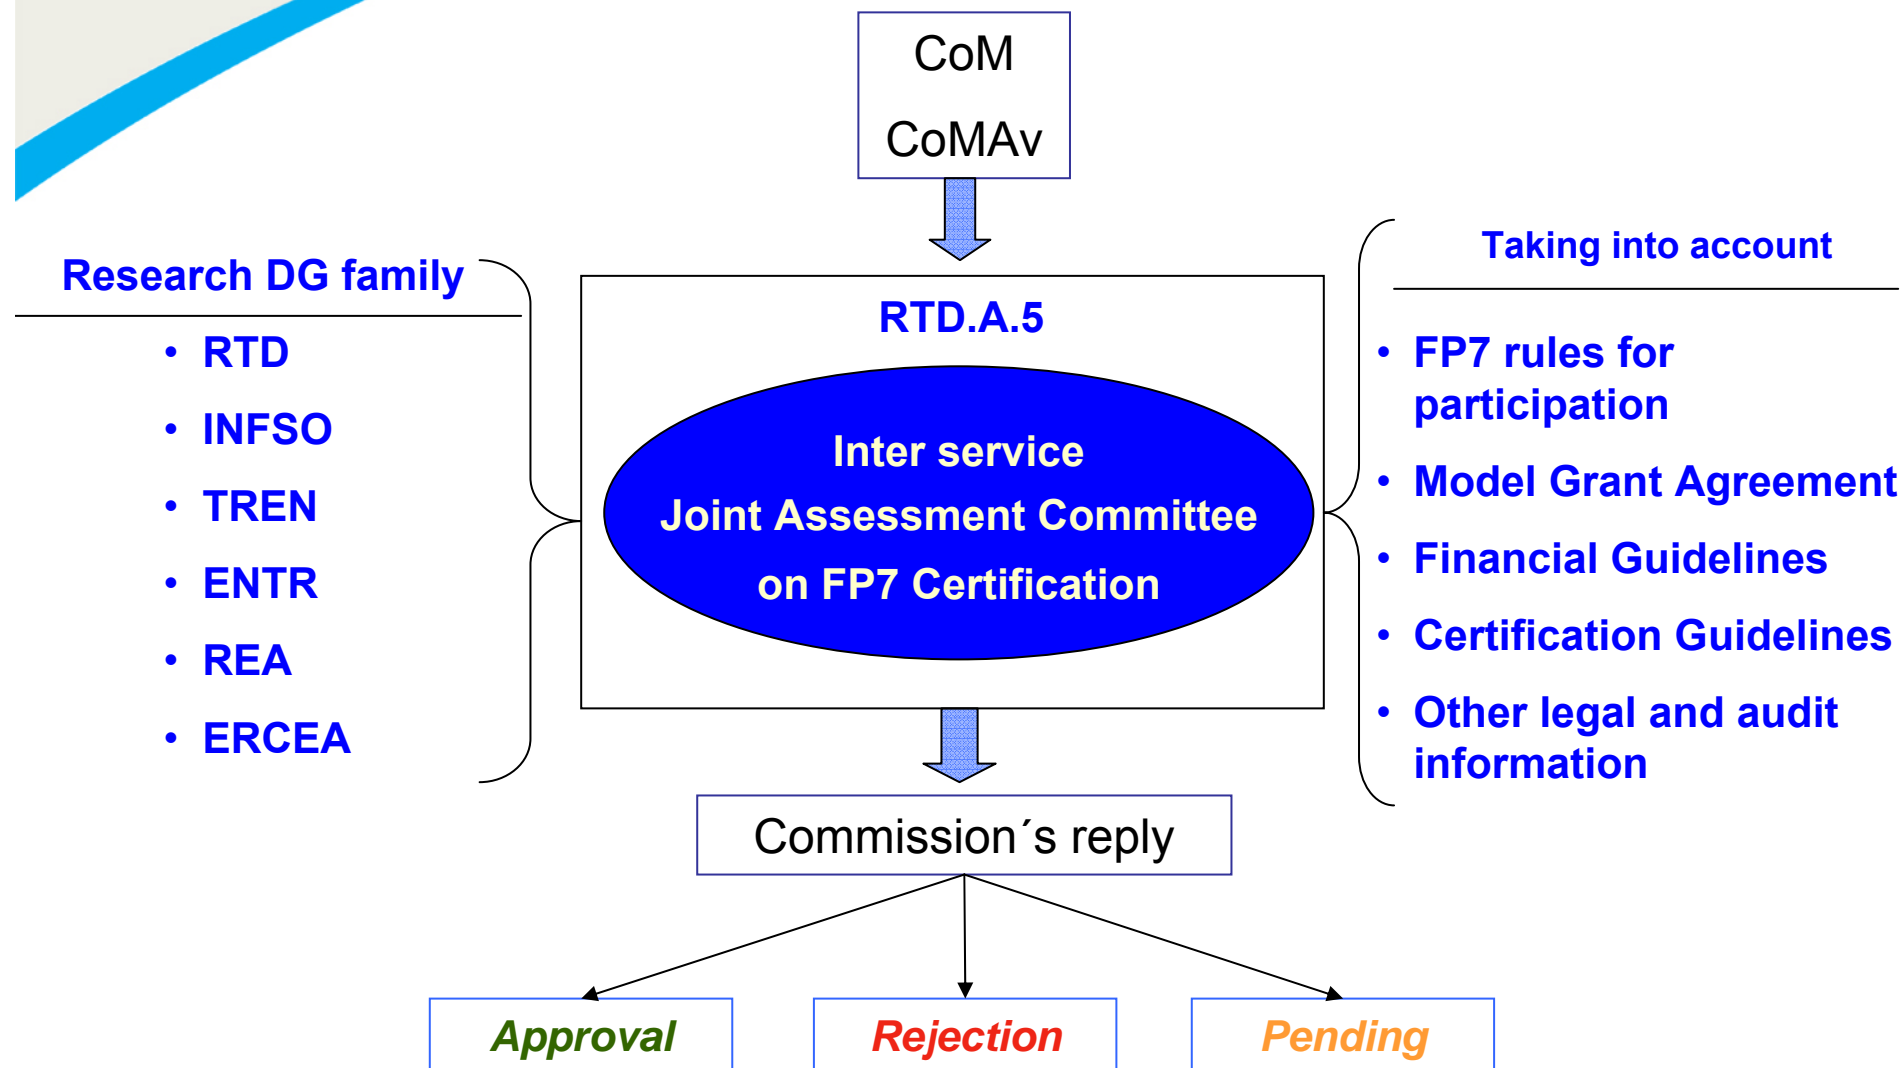 CoM
CoMAv
Research DG family
• RTD
• INFSO
• TREN
• ENTR
• REA
• ERCEA
RTD.A.5
Inter service
Joint Assessment Committee
on FP7 Certification
Taking into account
• FP7 rules for
participation
• Model Grant Agreement
• Financial Guidelines
• Certification Guidelines
• Other legal and audit
information
Commission´s reply
Approval
Rejection
Pending